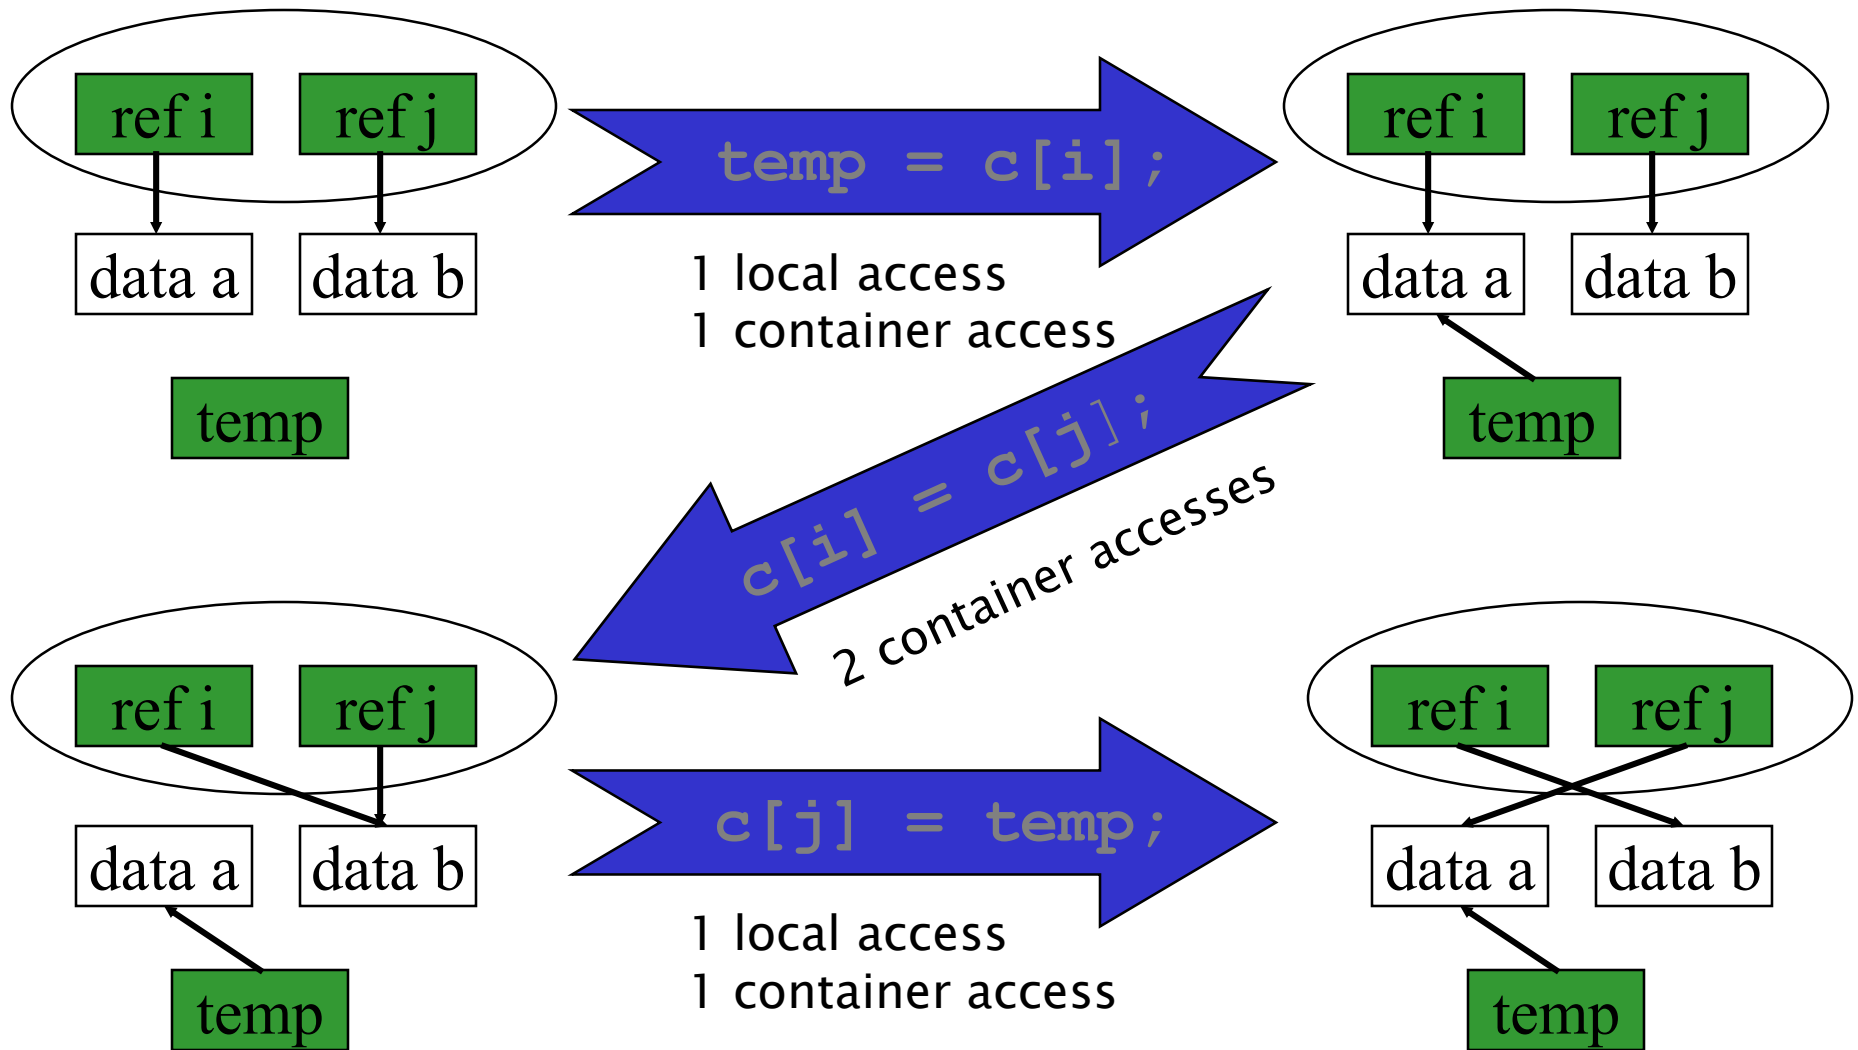 ref i ref j
data a data b
temp
temp = c[i];
1 local access
1 container access
ref i ref j
data a data b
temp
c[i] = c[j];
2 container accesses
ref i ref j
data a data b
temp
c[j] = temp;
1 local access
1 container access
ref i ref j
data a data b
temp